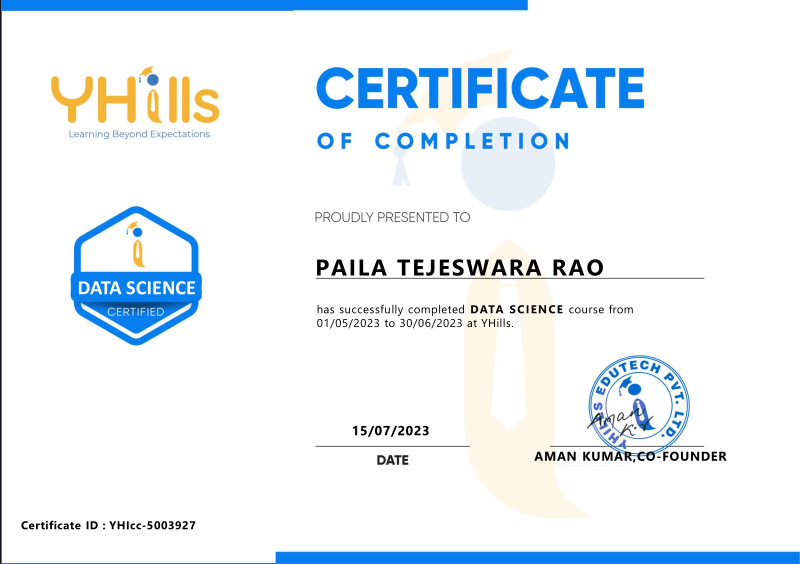 YHills
Learning Beyond Expectations
DATA SCIENCE
CERTIFIED
CERTIFICATE
OF COMPLETION
PROUDLY PRESENTED TO
PAILA TEJESWARA RAO
has successfully completed DATA SCIENCE course from
01/05/2023 to 30/06/2023 at YHills.
15/07/2023
DATE
YHILLS EDUTECH PVT. LTD.
Aman K.Y
AMAN KUMAR,CO-FOUNDER
Certificate ID : YHIcc-5003927